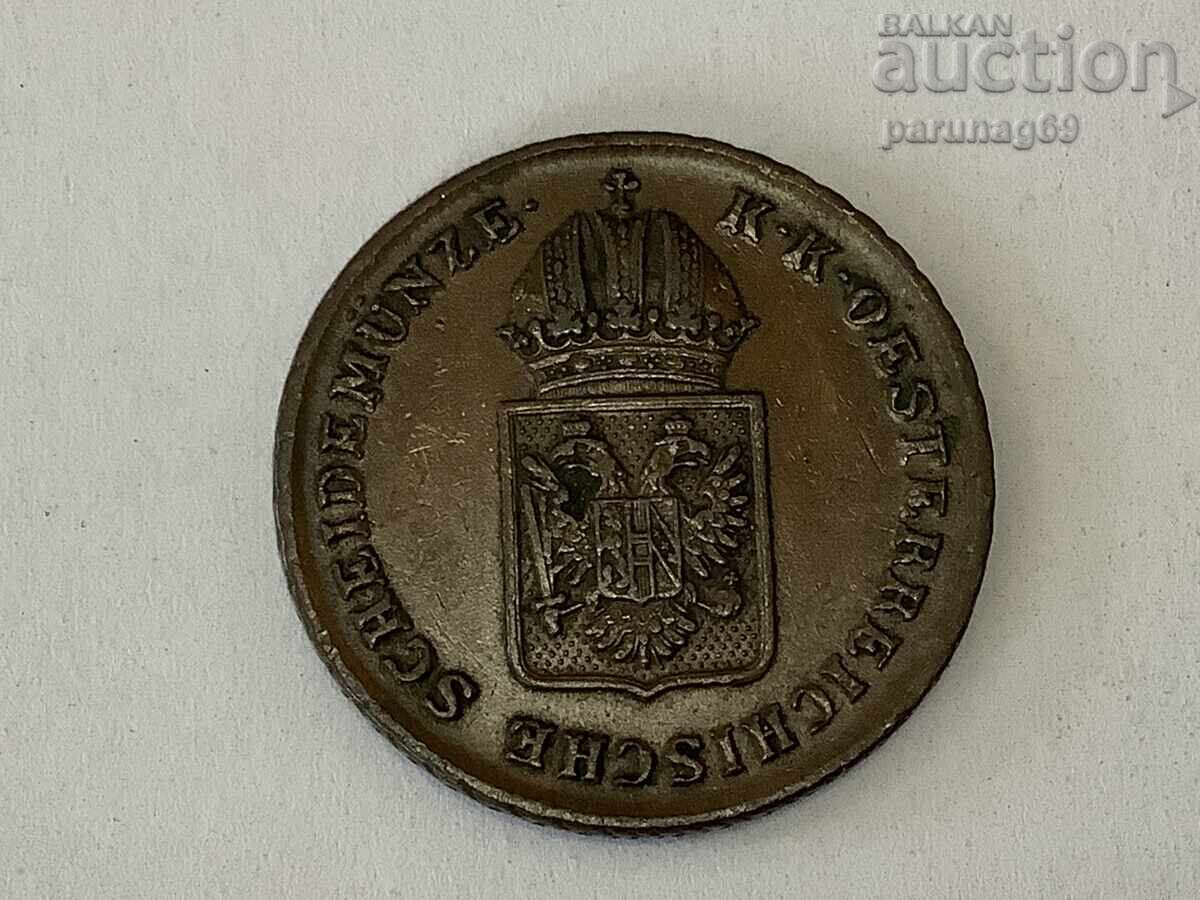 BALKAN
auction
parunag69
K·K·OESTERREICHISCHE SCHEIDEMÜNZE·